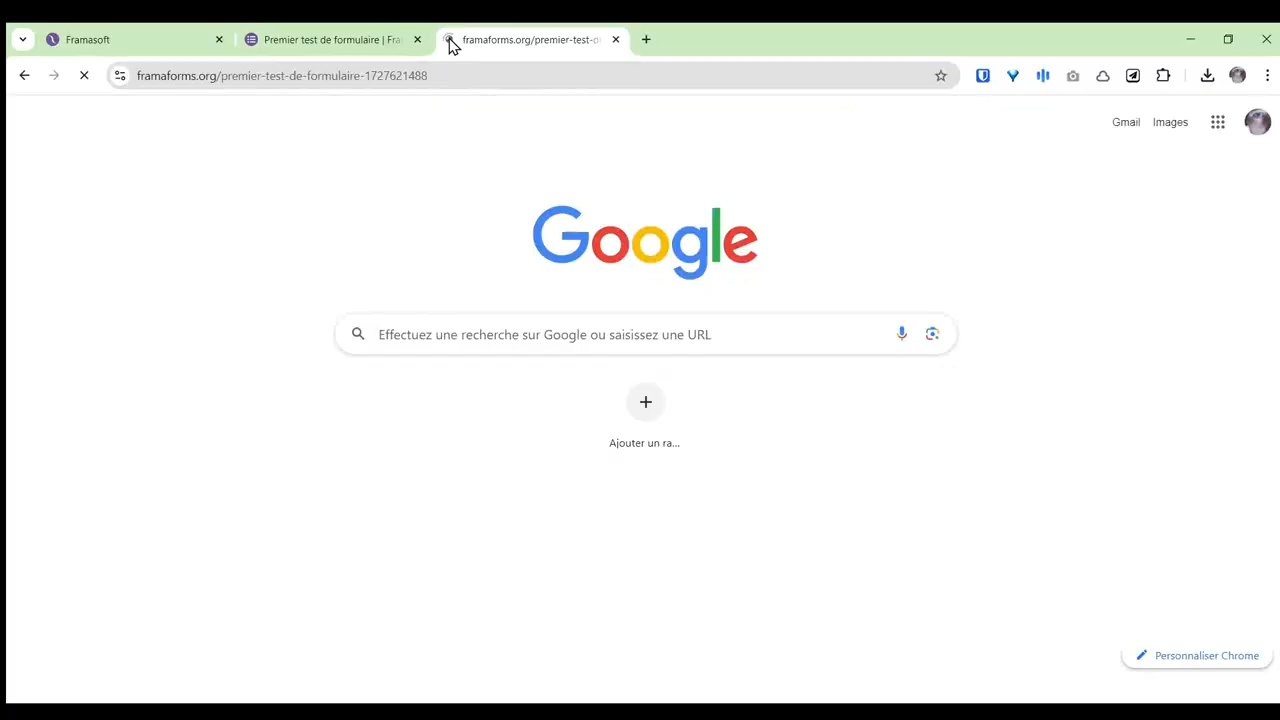 Framasoft
Premier test de formulaire | Fra
framaforms.org/premier-test-d
framaforms.org/premier-test-de-formulaire-1727621488
Gmail
Images
Google
Effectuez une recherche sur Google ou saisissez une URL
Ajouter un ra...
Personnaliser Chrome